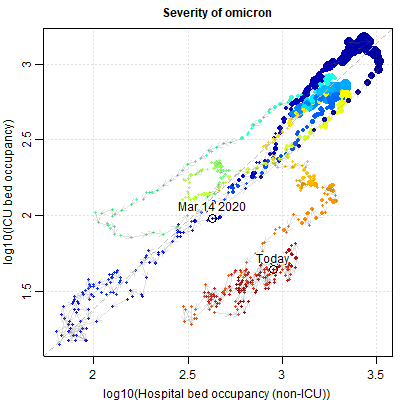 Severity of omicron
log10(ICU bed occupancy)
3
2.5
2
1.5
Mar 14 2020
Today
2
2.5
3
3.5
log10(Hospital bed occupancy (non-ICU))